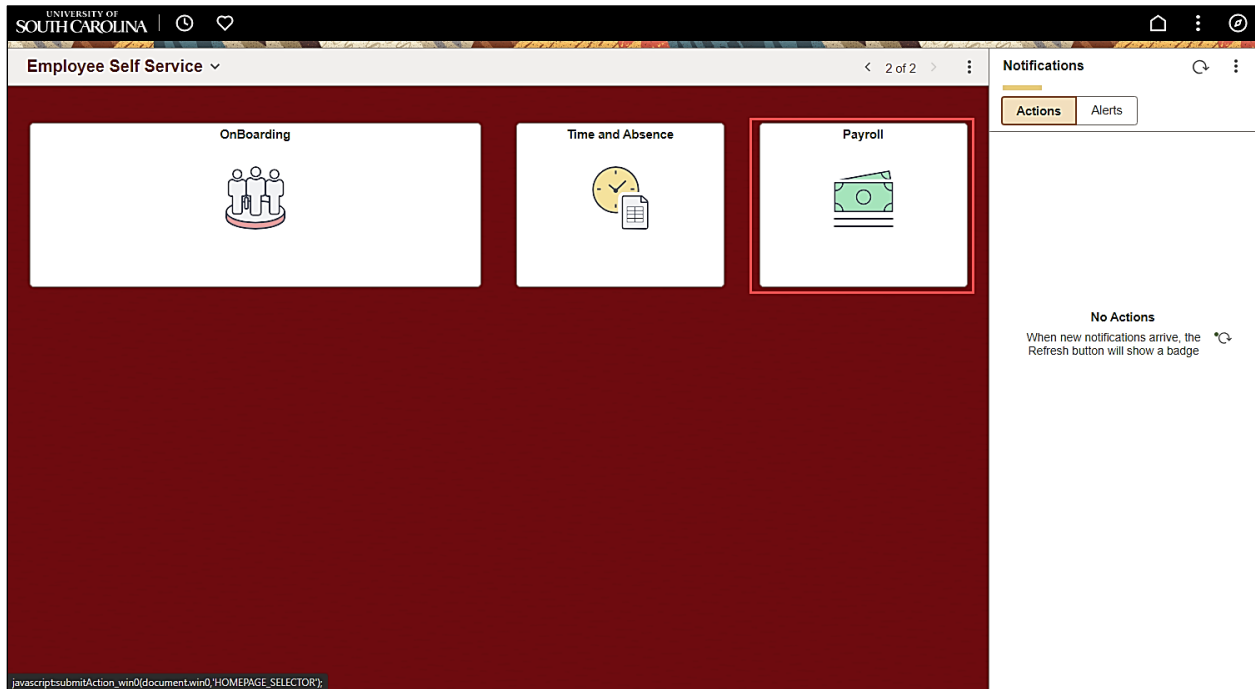 UNIVERSITY OF
SOUTH CAROLINA
Employee Self Service
2 of 2
OnBoarding
Time and Absence
Payroll
Notifications
Actions
Alerts
No Actions
When new notifications arrive, the
Refresh button will show a badge
javascript:submitAction_win0(document.win0,'HOMEPAGE_SELECTOR');